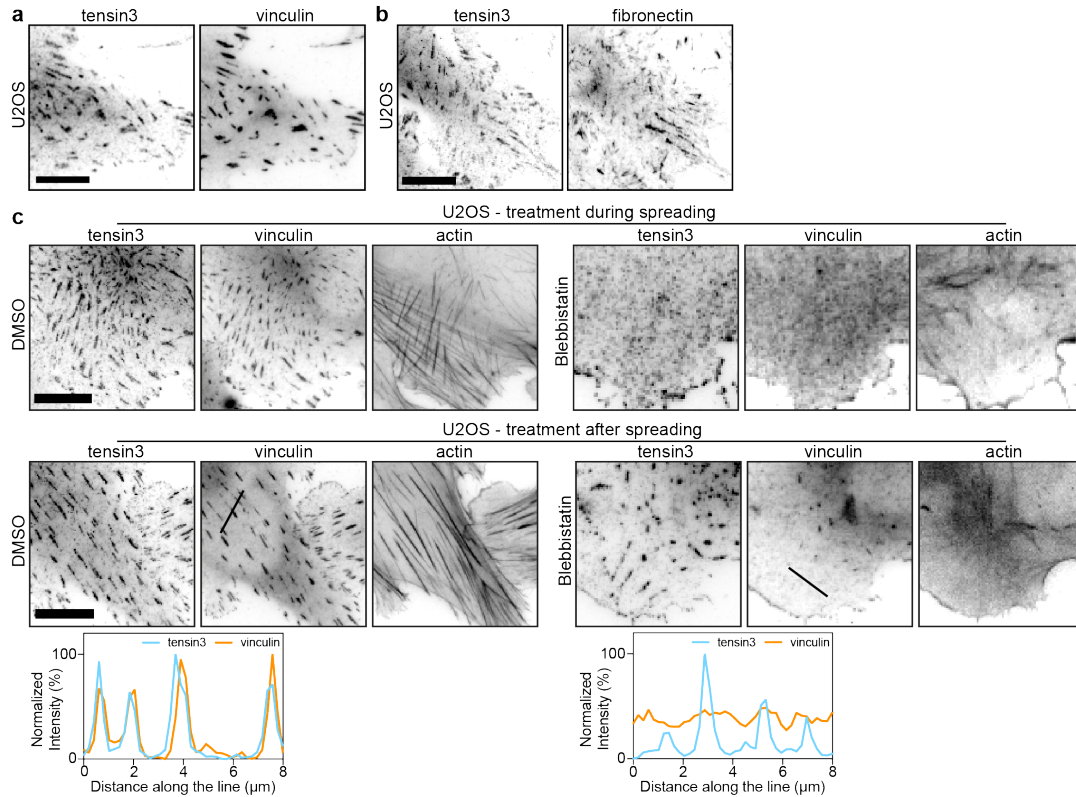 a
tensin3 vinculin
U2OS
b
tensin3 fibronectin
U2OS
c
U2OS - treatment during spreading
tensin3 vinculin actin tensin3 vinculin actin
DMSO
Blebbistatin
U2OS - treatment after spreading
tensin3 vinculin actin tensin3 vinculin actin
DMSO
Blebbistatin
tensin3 vinculin
100
0
Normalized
Intensity (%)
0 2 4 6 8
Distance along the line (µm)
tensin3 vinculin
100
0
Normalized
Intensity (%)
0 2 4 6 8
Distance along the line (µm)